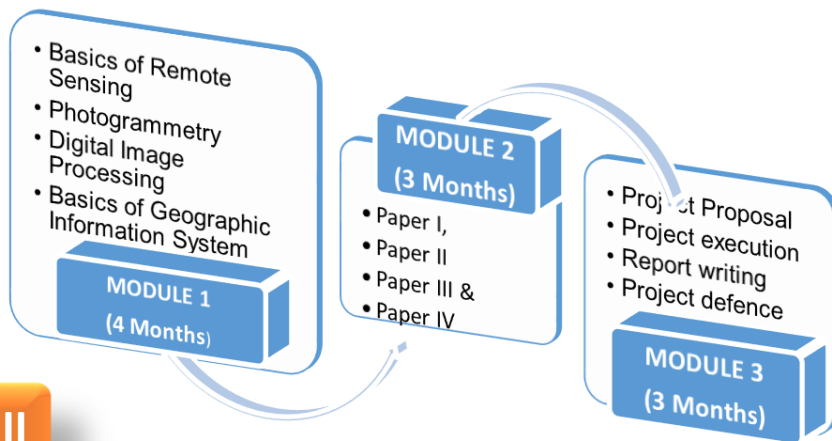 • Basics of Remote
Sensing
• Photogrammetry
• Digital Image
Processing
• Basics of Geographic
Information System
MODULE 1
(4 Months)
MODULE 2
(3 Months)
• Paper I,
• Paper II
• Paper III &
• Paper IV
• Project Proposal
• Project execution
• Report writing
• Project defence
MODULE 3
(3 Months)
II